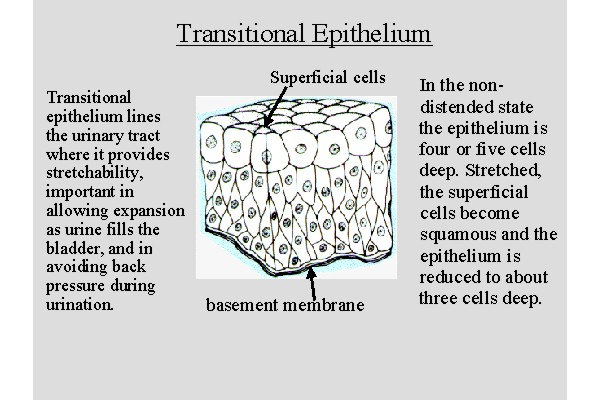 Transitional Epithelium
Transitional
epithelium lines
the urinary tract
where it provides
stretchability,
important in
allowing expansion
as urine fills the
bladder, and in
avoiding back
pressure during
urination.
Superficial cells
basement membrane
In the non-
distended state
the epithelium is
four or five cells
deep. Stretched,
the superficial
cells become
squamous and the
epithelium is
reduced to about
three cells deep.